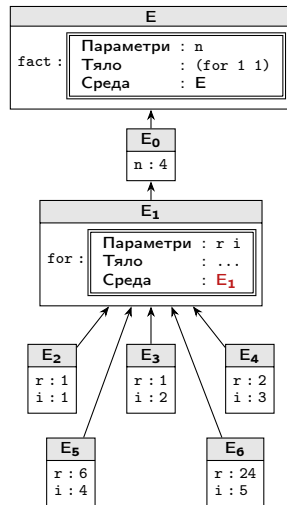 E
fact :
Параметри : n
Тяло : (for 1 1)
Среда : E
E0
n : 4
E1
for :
Параметри : r i
Тяло : ...
Среда : E1
E2
r : 1
i : 1
E3
r : 1
i : 2
E4
r : 2
i : 3
E5
r : 6
i : 4
E6
r : 24
i : 5